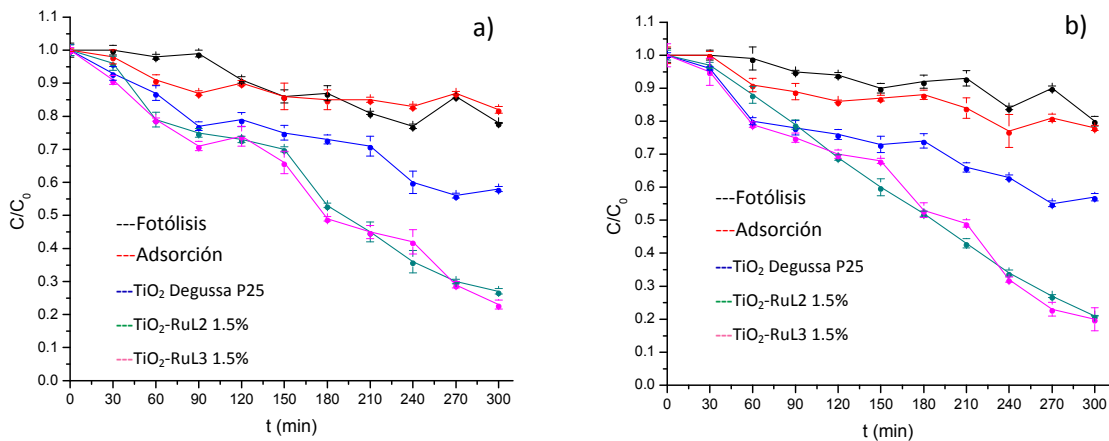 a)
1.0
0.9
0.8
0.7
0.6
0.5
0.4
0.3
0.2
0.1
0.0
C/C₀
Fotólisis
Adsorción
TiO₂ Degussa P25
TiO₂-RuL2 1.5%
TiO₂-RuL3 1.5%
0 30 60 90 120 150 180 210 240 270 300
t (min)
b)
1.0
0.9
0.8
0.7
0.6
0.5
0.4
0.3
0.2
0.1
0.0
C/C₀
Fotólisis
Adsorción
TiO₂ Degussa P25
TiO₂-RuL2 1.5%
TiO₂-RuL3 1.5%
0 30 60 90 120 150 180 210 240 270 300
t (min)